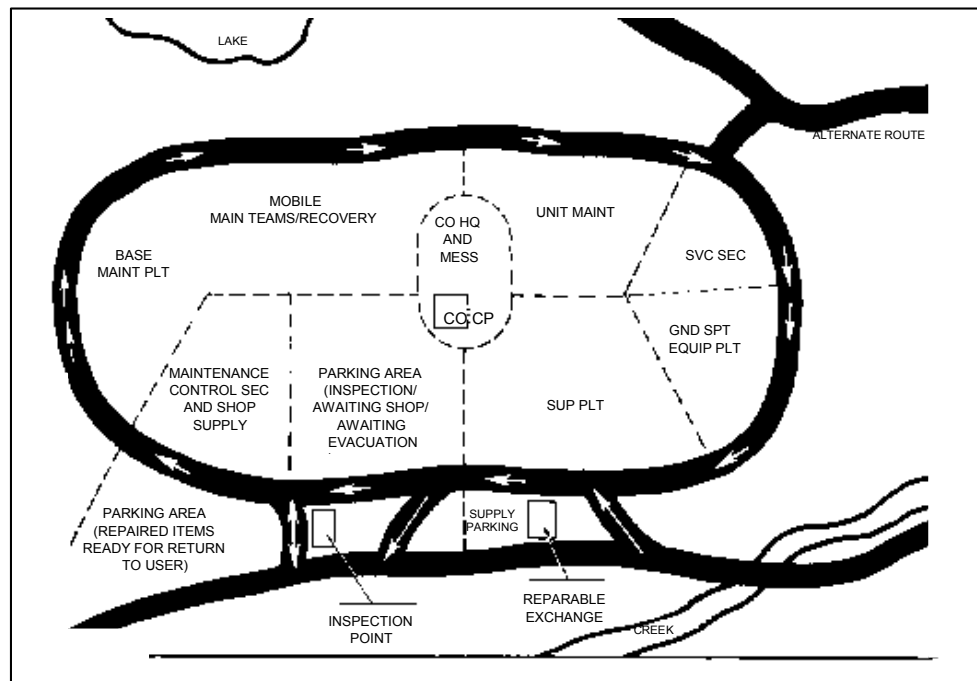 LAKE
ALTERNATE ROUTE
MOBILE
MAIN TEAMS/RECOVERY
CO HQ
AND
MESS
UNIT MAINT
BASE
MAINT PLT
SVC SEC
CO CP
GND SPT
EQUIP PLT
MAINTENANCE
CONTROL SEC
AND SHOP
SUPPLY
PARKING AREA
(INSPECTION/
AWAITING SHOP/
AWAITING
EVACUATION
SUP PLT
PARKING AREA
(REPAIRED ITEMS
READY FOR RETURN
TO USER)
SUPPLY
PARKING
INSPECTION
POINT
REPARABLE
EXCHANGE
CREEK